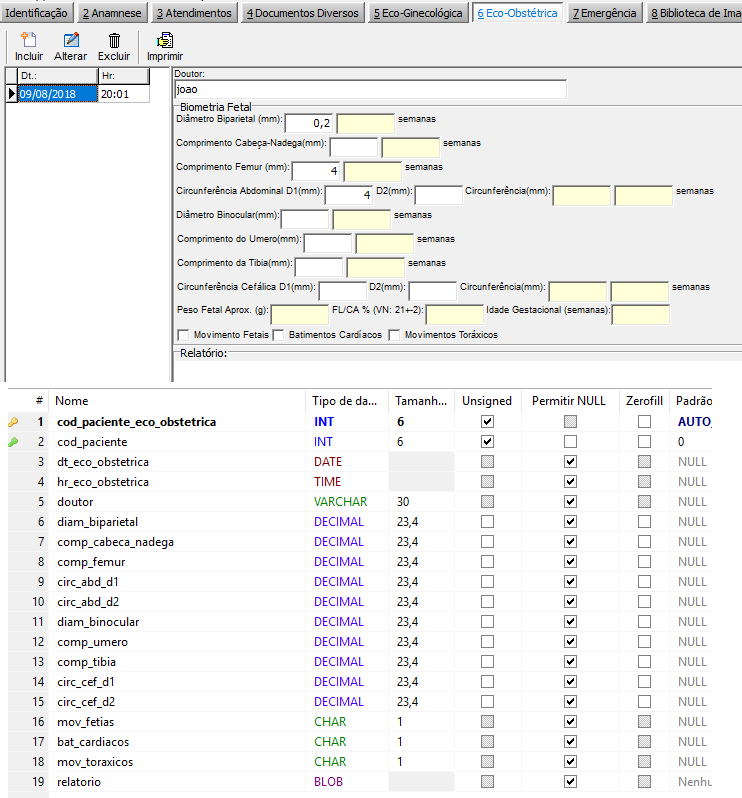 Identificação 2 Anamnese 3 Atendimentos 4 Documentos Diversos 5 Eco-Ginecológica 6 Eco-Obstétrica 7 Emergência 8 Biblioteca de Ima
Incluir Alterar Excluir Imprimir
Dt.: Hr:
09/08/2018 20:01
Doutor:
joao
Biometria Fetal
Diâmetro Biparietal (mm): 0,2 semanas
Comprimento Cabeça-Nadega(mm): semanas
Comprimento Femur (mm): 4 semanas
Circunferência Abdominal D1(mm): 4 D2(mm): Circunferência(mm): semanas
Diâmetro Binocular(mm): semanas
Comprimento do Umero(mm): semanas
Comprimento da Tibia(mm): semanas
Circunferência Cefálica D1(mm): D2(mm): Circunferência(mm): semanas
Peso Fetal Aprox. (g): FL/CA % (VN: 21+-2): Idade Gestacional (semanas):
Movimento Fetais Batimentos Cardíacos Movimentos Toráxicos
Relatório:
# Nome Tipo de da... Tamanh... Unsigned Permitir NULL Zerofill Padrão
1 cod_paciente_eco_obstetrica INT 6 AUTO_
2 cod_paciente INT 6 0
3 dt_eco_obstetrica DATE NULL
4 hr_eco_obstetrica TIME NULL
5 doutor VARCHAR 30 NULL
6 diam_biparietal DECIMAL 23,4 NULL
7 comp_cabeca_nadega DECIMAL 23,4 NULL
8 comp_femur DECIMAL 23,4 NULL
9 circ_abd_d1 DECIMAL 23,4 NULL
10 circ_abd_d2 DECIMAL 23,4 NULL
11 diam_binocular DECIMAL 23,4 NULL
12 comp_umero DECIMAL 23,4 NULL
13 comp_tibia DECIMAL 23,4 NULL
14 circ_cef_d1 DECIMAL 23,4 NULL
15 circ_cef_d2 DECIMAL 23,4 NULL
16 mov_fetias CHAR 1 NULL
17 bat_cardiacos CHAR 1 NULL
18 mov_toraxicos CHAR 1 NULL
19 relatorio BLOB Nenhu